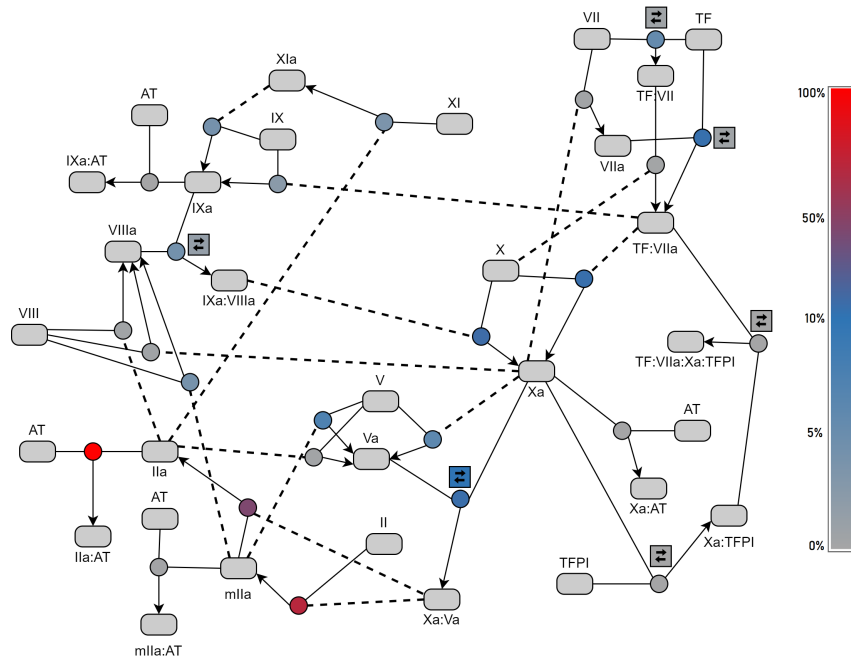 VII
TF
XIa
TF:VII
100%
AT
IX
XI
VIIa
IXa:AT
IXa
50%
VIIIa
X
TF:VIIa
IXa:VIIIa
VIII
10%
TF:VIIa:Xa:TFPI
V
Xa
AT
AT
Va
5%
IIa
AT
II
Xa:AT
IIa:AT
Xa:TFPI
0%
TFPI
mIIa
Xa:Va
mIIa:AT